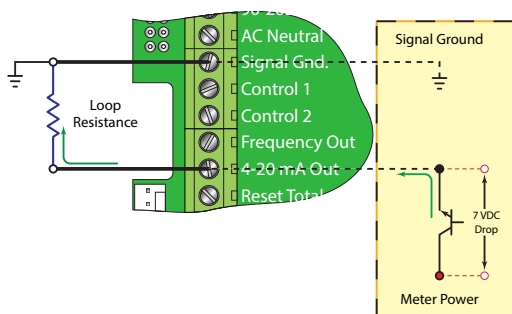 AC Neutral
Signal Gnd.
Control 1
Control 2
Frequency Out
4-20 mA Out
Reset Total
Loop
Resistance
Signal Ground
7 VDC
Drop
Meter Power